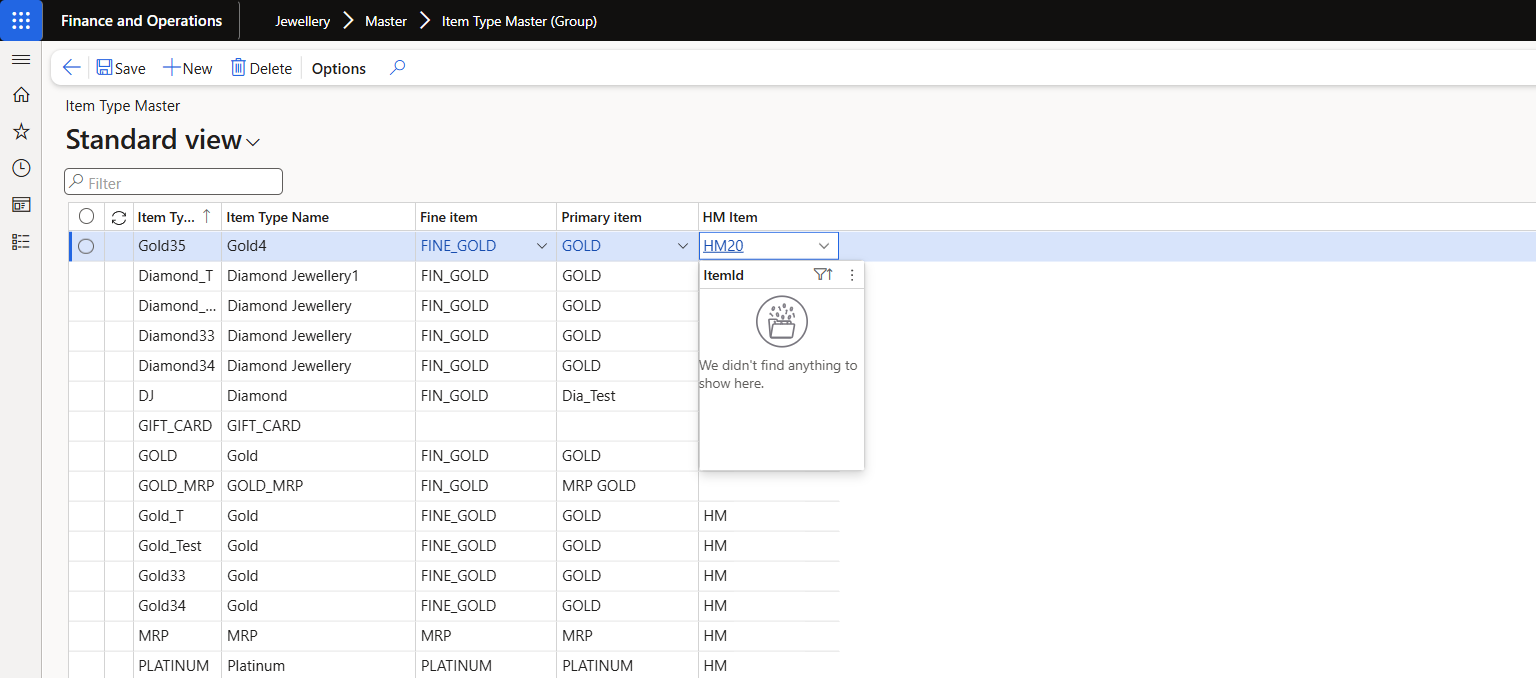 Finance and Operations Jewellery Master Item Type Master (Group)
Save New Delete Options
Item Type Master
Standard view
Filter
Item Ty... Item Type Name Fine item Primary item HM Item
Gold35 Gold4 FINE_GOLD GOLD HM20
Diamond_T Diamond Jewellery1 FIN_GOLD GOLD
ItemId
Diamond_... Diamond Jewellery FIN_GOLD GOLD
Diamond33 Diamond Jewellery FIN_GOLD GOLD
Diamond34 Diamond Jewellery FIN_GOLD GOLD
We didn't find anything to
show here.
DJ Diamond FIN_GOLD Dia_Test
GIFT_CARD GIFT_CARD
GOLD Gold FIN_GOLD GOLD
GOLD_MRP GOLD_MRP FIN_GOLD MRP GOLD
Gold_T Gold FINE_GOLD GOLD HM
Gold_Test Gold FINE_GOLD GOLD HM
Gold33 Gold FINE_GOLD GOLD HM
Gold34 Gold FINE_GOLD GOLD HM
MRP MRP MRP MRP HM
PLATINUM Platinum PLATINUM PLATINUM HM